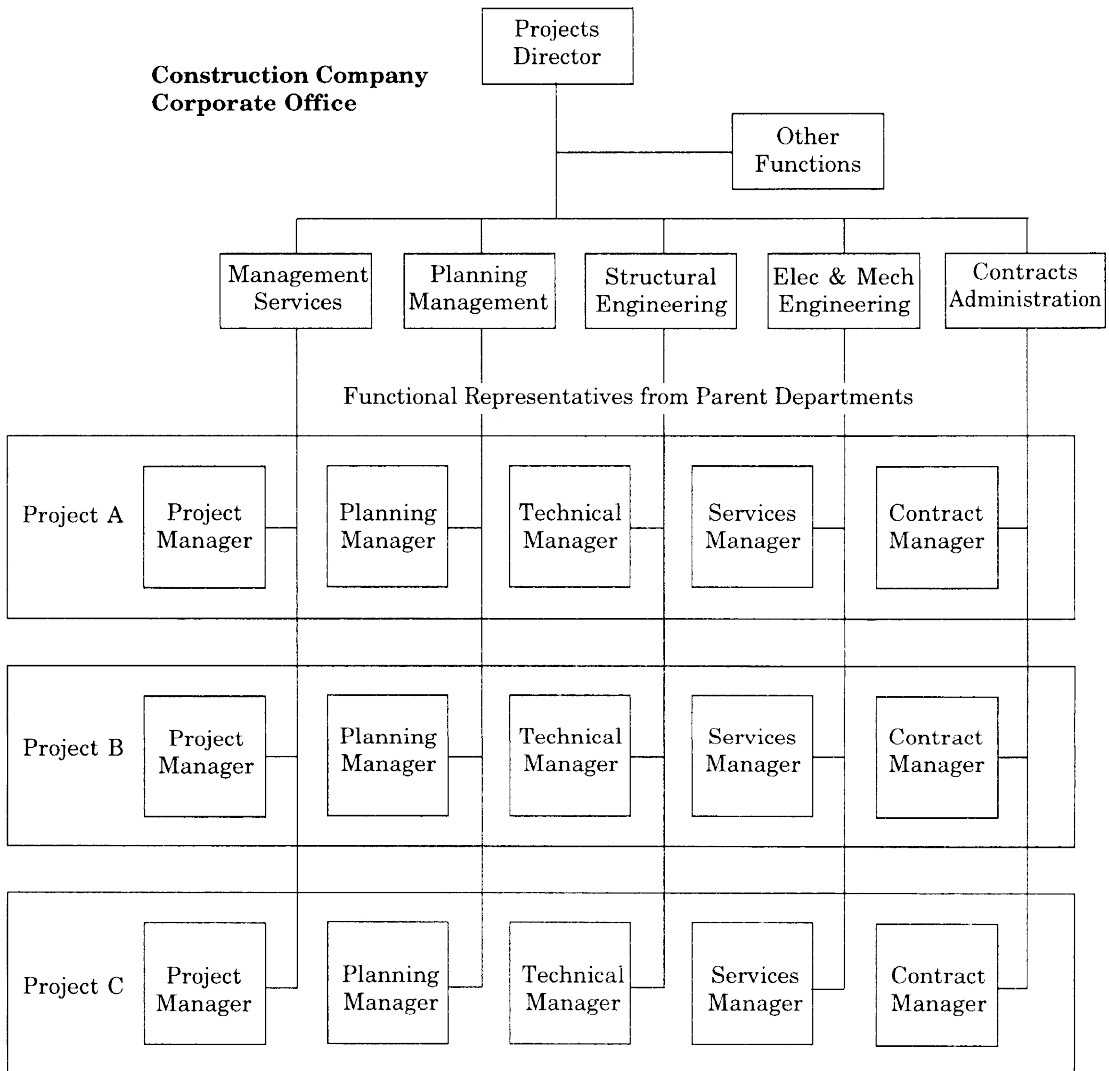 Projects
Director
Construction Company
Corporate Office
Other
Functions
Management
Services
Planning
Management
Structural
Engineering
Elec & Mech
Engineering
Contracts
Administration
Functional Representatives from Parent Departments
Project A
Project
Manager
Planning
Manager
Technical
Manager
Services
Manager
Contract
Manager
Project B
Project
Manager
Planning
Manager
Technical
Manager
Services
Manager
Contract
Manager
Project C
Project
Manager
Planning
Manager
Technical
Manager
Services
Manager
Contract
Manager